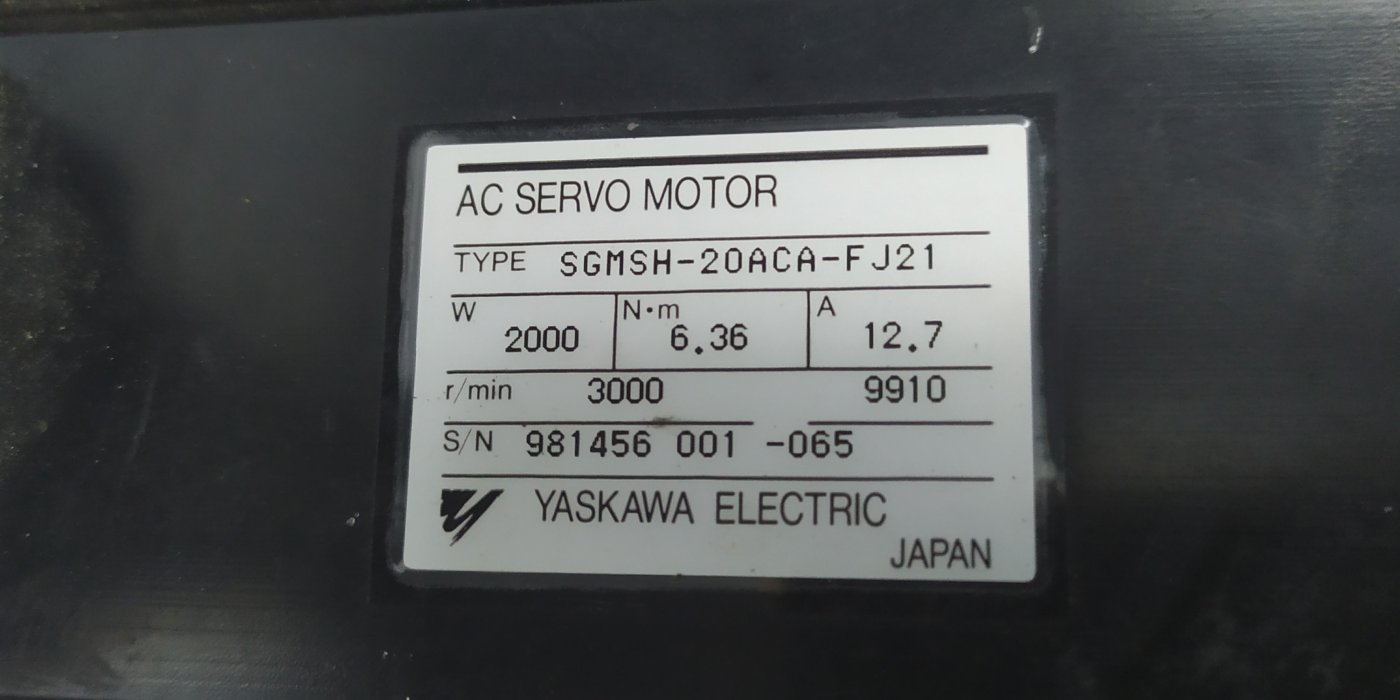 AC SERVO MOTOR
TYPE SGMSH-20ACA-FJ21
W 2000 N·m 6.36 A 12.7
r/min 3000 9910
S/N 981456 001 -065
YASKAWA ELECTRIC
JAPAN